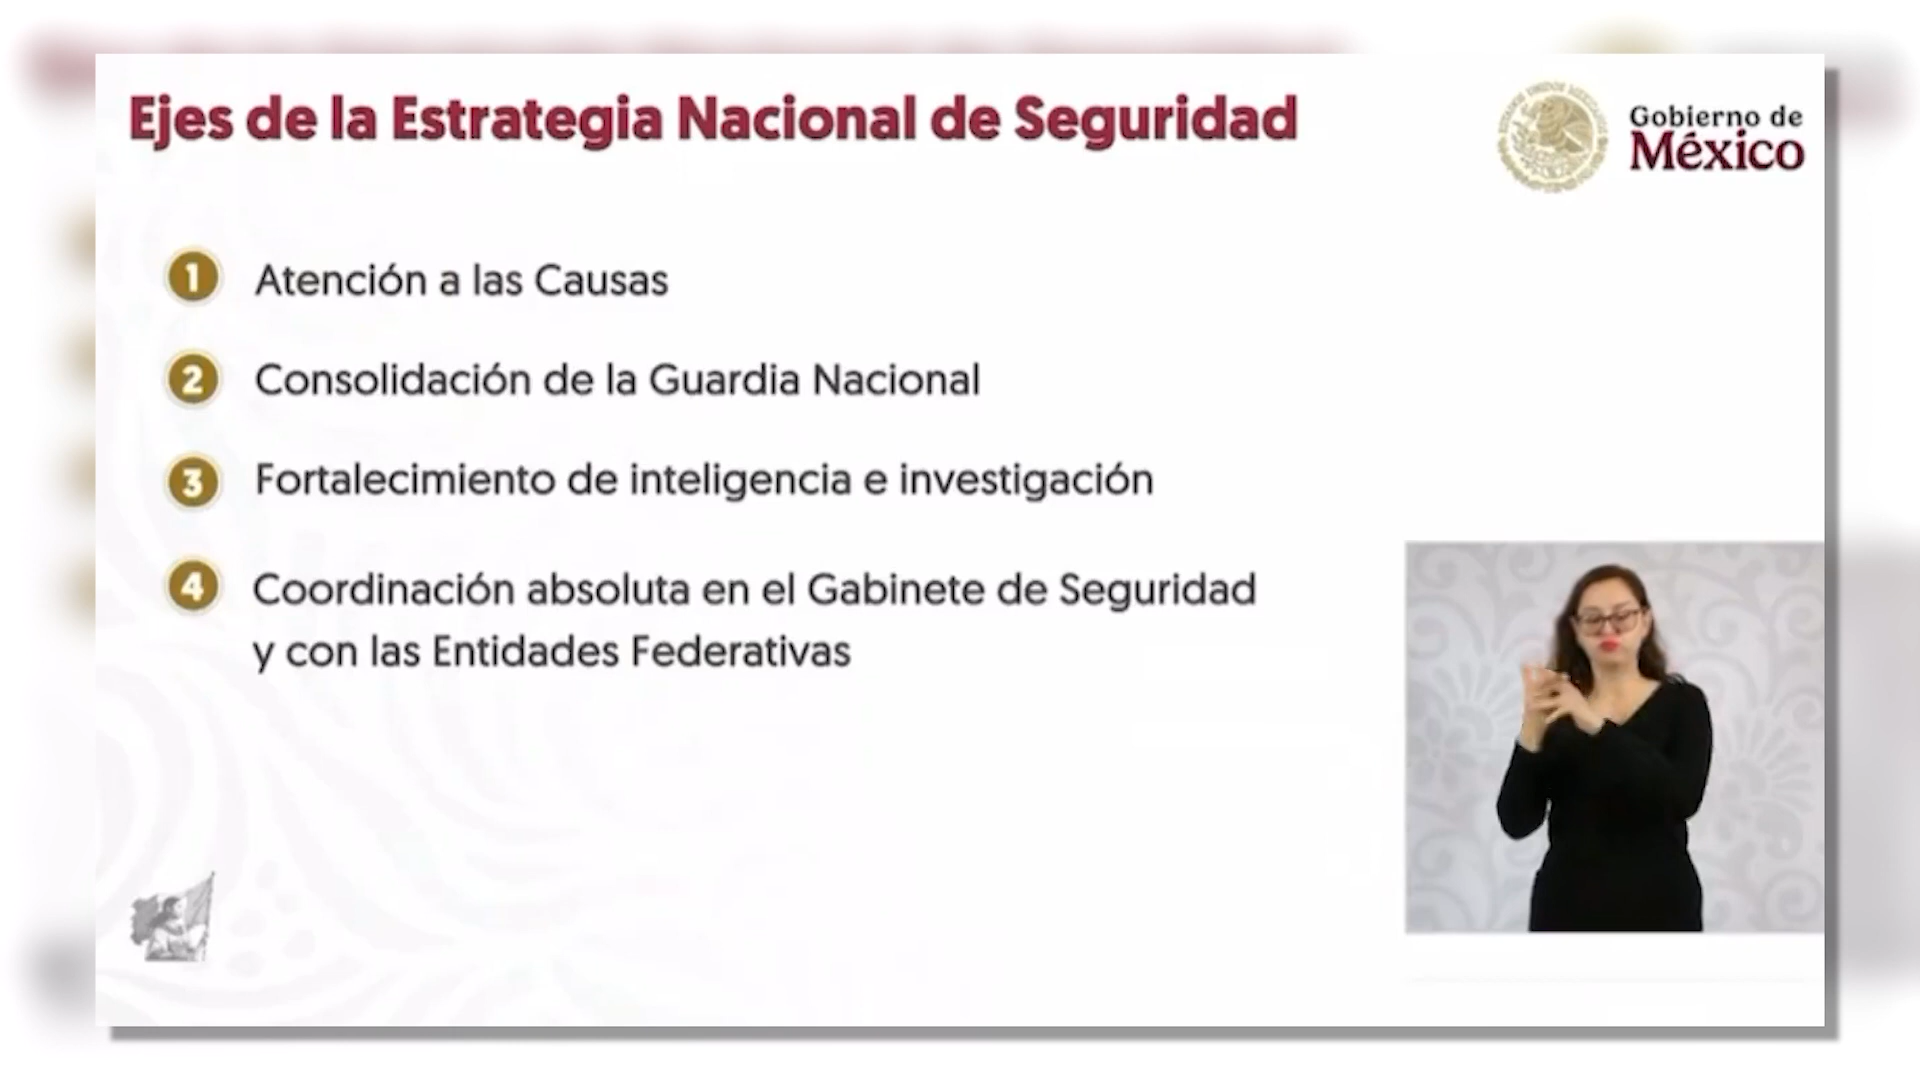 Ejes de la Estrategia Nacional de Seguridad
Gobierno de
México
1 Atención a las Causas
2 Consolidación de la Guardia Nacional
3 Fortalecimiento de inteligencia e investigación
4 Coordinación absoluta en el Gabinete de Seguridad
y con las Entidades Federativas